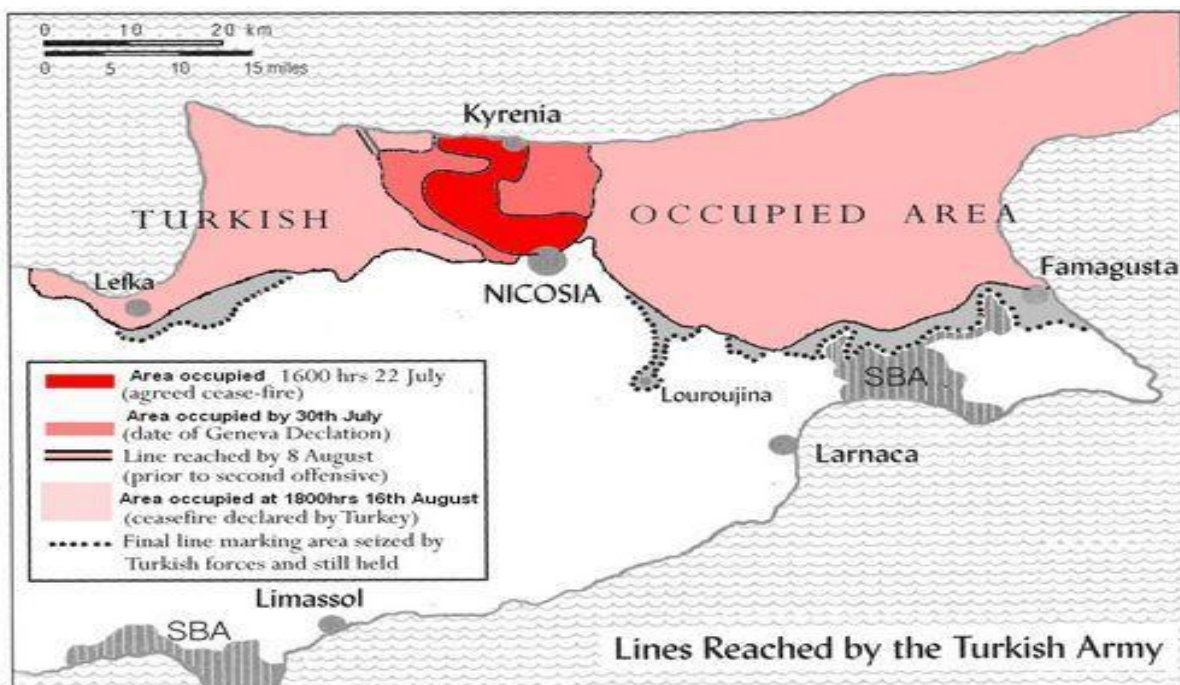 0 10 20 km
0 5 10 15 miles
Kyrenia
TURKISH
OCCUPIED AREA
Lefka
NICOSIA
Famagusta
SBA
Louroujina
Larnaca
Area occupied 1600 hrs 22 July
(agreed cease-fire)
Area occupied by 30th July
(date of Geneva Declation)
Line reached by 8 August
(prior to second offensive)
Area occupied at 1800hrs 16th August
(ceasefire declared by Turkey)
Final line marking area seized by
Turkish forces and still held
Limassol
SBA
Lines Reached by the Turkish Army